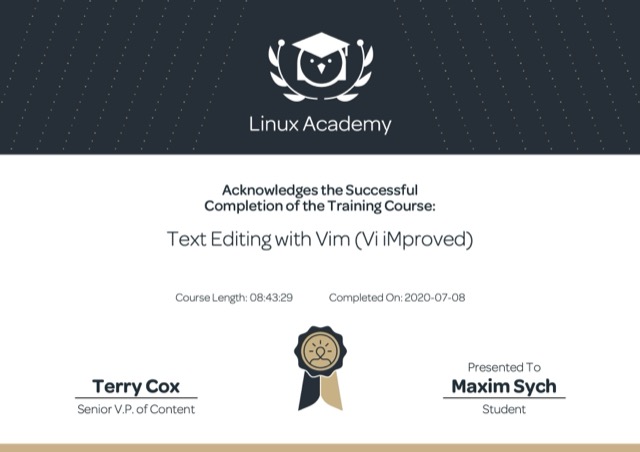 Linux Academy
Acknowledges the Successful
Completion of the Training Course:
Text Editing with Vim (Vi iMproved)
Course Length: 08:43:29 Completed On: 2020-07-08
Terry Cox
Senior V.P. of Content
Presented To
Maxim Sych
Student